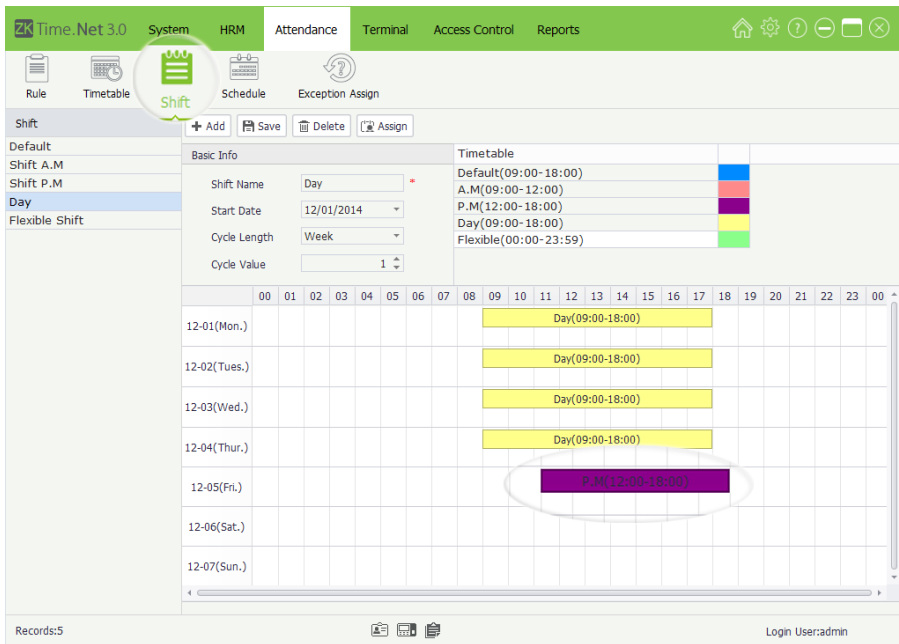 ZK Time.Net 3.0 System HRM Attendance Terminal Access Control Reports
Rule Timetable Shift Schedule Exception Assign
Shift
Default
Shift A.M
Shift P.M
Day
Flexible Shift
Add Save Delete Assign
Basic Info
Shift Name Day *
Start Date 12/01/2014
Cycle Length Week
Cycle Value 1
Timetable
Default(09:00-18:00)
A.M(09:00-12:00)
P.M(12:00-18:00)
Day(09:00-18:00)
Flexible(00:00-23:59)
00 01 02 03 04 05 06 07 08 09 10 11 12 13 14 15 16 17 18 19 20 21 22 23 00
12-01(Mon.) Day(09:00-18:00)
12-02(Tues.) Day(09:00-18:00)
12-03(Wed.) Day(09:00-18:00)
12-04(Thur.) Day(09:00-18:00)
12-05(Fri.) P.M(12:00-18:00)
12-06(Sat.)
12-07(Sun.)
Records:5 Login User:admin